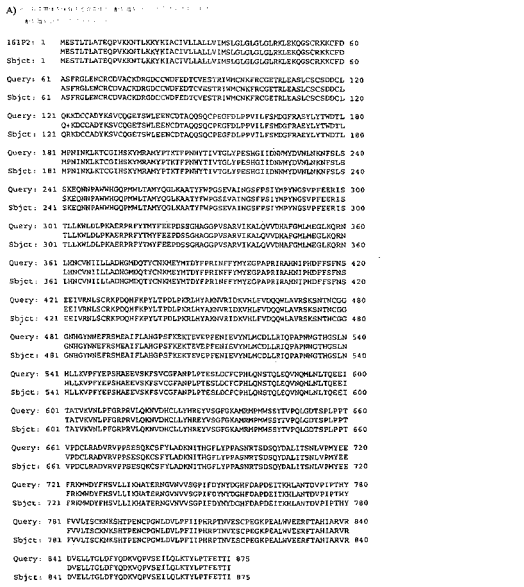 A)
161P2: 1 MESTLTLATEQPVKKNTLKKYKIACIVLLALLVIMSLGLGLGLGLRKLEKQGSCRKKCFD 60
MESTLTLATEQPVKKNTLKKYKIACIVLLALLVIMSLGLGLGLGLRKLEKQGSCRKKCFD
Sbjct: 1 MESTLTLATEQPVKKNTLKKYKIACIVLLALLVIMSLGLGLGLGLRKLEKQGSCRKKCFD 60
Query: 61 ASFRGLENCRCDVACKDRGDCCWDFEDTCVESTRIWMCNKFRCGETRLEASLCSCSDDCL 120
ASFRGLENCRCDVACKDRGDCCWDFEDTCVESTRIWMCNKFRCGETRLEASLCSCSDDCL
Sbjct: 61 ASFRGLENCRCDVACKDRGDCCWDFEDTCVESTRIWMCNKFRCGETRLEASLCSCSDDCL 120
Query: 121 QKKDCCADYKSVCQGETSWLEENCDTAQQSQCPEGFDLPPVILFSMDGFRAEYLYTWDTL 180
Q+KDCCADYKSVCQGETSWLEENCDTAQQSQCPEGFDLPPVILFSMDGFRAEYLYTWDTL
Sbjct: 121 QRKDCCADYKSVCQGETSWLEENCDTAQQSQCPEGFDLPPVILFSMDGFRAEYLYTWDTL 180
Query: 181 MPNINKLKTCGIHSKYMRAMYPTKTFPNHYTIVTGLYPESHGIIDNNMYDVNLNKNFSLS 240
MPNINKLKTCGIHSKYMRAMYPTKTFPNHYTIVTGLYPESHGIIDNNMYDVNLNKNFSLS
Sbjct: 181 MPNINKLKTCGIHSKYMRAMYPTKTFPNHYTIVTGLYPESHGIIDNNMYDVNLNKNFSLS 240
Query: 241 SKEQNNPAWWHGQPMWLTAMYQGLKAATYFWPGSEVAINGSFPSIYMPYNGSVPFEERIS 300
SKEQNNPAWWHGQPMWLTAMYQGLKAATYFWPGSEVAINGSFPSIYMPYNGSVPFEERIS
Sbjct: 241 SKEQNNPAWWHGQPMWLTAMYQGLKAATYFWPGSEVAINGSFPSIYMPYNGSVPFEERIS 300
Query: 301 TLLKWLDLPKAERPRFYTMYFEEPDSSGHAGGPVSARVIKALQVVDHAFGMLMEGLKQRN 360
TLLKWLDLPKAERPRFYTMYFEEPDSSGHAGGPVSARVIKALQVVDHAFGMLMEGLKQRN
Sbjct: 301 TLLKWLDLPKAERPRFYTMYFEEPDSSGHAGGPVSARVIKALQVVDHAFGMLMEGLKQRN 360
Query: 361 LHNCVNIILLADHGMDQTYCNKMEYMTDYFPRINFFYMYEGPAPRIRAHNIPHDFFSFNS 420
LHNCVNIILLADHGMDQTYCNKMEYMTDYFPRINFFYMYEGPAPRIRAHNIPHDFFSFNS
Sbjct: 361 LHNCVNIILLADHGMDQTYCNKMEYMTDYFPRINFFYMYEGPAPRIRAHNIPHDFFSFNS 420
Query: 421 EEIVRNLSCRKPDQHFKPYLTPDLPKRLHYAKNVRIDKVHLFVDQQWLAVRSKSNTNCGG 480
EEIVRNLSCRKPDQHFKPYLTPDLPKRLHYAKNVRIDKVHLFVDQQWLAVRSKSNTNCGG
Sbjct: 421 EEIVRNLSCRKPDQHFKPYLTPDLPKRLHYAKNVRIDKVHLFVDQQWLAVRSKSNTNCGG 480
Query: 481 GNHGYNNEFRSMEAIFLAHGPSFKEKTEVEPFENIEVYNLMCDLLRIQPAPNNGTHGSLN 540
GNHGYNNEFRSMEAIFLAHGPSFKEKTEVEPFENIEVYNLMCDLLRIQPAPNNGTHGSLN
Sbjct: 481 GNHGYNNEFRSMEAIFLAHGPSFKEKTEVEPFENIEVYNLMCDLLRIQPAPNNGTHGSLN 540
Query: 541 HLLKVPFYEPSHAEEVSKFSVCGFANPLPTESLDCFCPHLQNSTQLEQVNQMLNLTQEEI 600
HLLKVPFYEPSHAEEVSKFSVCGFANPLPTESLDCFCPHLQNSTQLEQVNQMLNLTQEEI
Sbjct: 541 HLLKVPFYEPSHAEEVSKFSVCGFANPLPTESLDCFCPHLQNSTQLEQVNQMLNLTQEEI 600
Query: 601 TATVKVNLPFGRPRVLQKNVDHCLLYHREYVSGFGKAMRMPMWSSYTVPQLGDTSPLPPT 660
TATVKVNLPFGRPRVLQKNVDHCLLYHREYVSGFGKAMRMPMWSSYTVPQLGDTSPLPPT
Sbjct: 601 TATVKVNLPFGRPRVLQKNVDHCLLYHREYVSGFGKAMRMPMWSSYTVPQLGDTSPLPPT 660
Query: 661 VPDCLRADVRVPPSESQKCSFYLADKNITHGFLYPPASNRTSDSQYDALITSNLVPMYEE 720
VPDCLRADVRVPPSESQKCSFYLADKNITHGFLYPPASNRTSDSQYDALITSNLVPMYEE
Sbjct: 661 VPDCLRADVRVPPSESQKCSFYLADKNITHGFLYPPASNRTSDSQYDALITSNLVPMYEE 720
Query: 721 FRKMWDYFHSVLLIKHATERNGVNVVSGPIFDYNYDGHFDAPDEITKHLANTDVPIPTHY 780
FRKMWDYFHSVLLIKHATERNGVNVVSGPIFDYNYDGHFDAPDEITKHLANTDVPIPTHY
Sbjct: 721 FRKMWDYFHSVLLIKHATERNGVNVVSGPIFDYNYDGHFDAPDEITKHLANTDVPIPTHY 780
Query: 781 FVVLTSCKNKSHTPENCPGWLDVLPFIIPHRPTNVESCPEGKPEALWVEERFTAHIARVR 840
FVVLTSCKNKSHTPENCPGWLDVLPFIIPHRPTNVESCPEGKPEALWVEERFTAHIARVR
Sbjct: 781 FVVLTSCKNKSHTPENCPGWLDVLPFIIPHRPTNVESCPEGKPEALWVEERFTAHIARVR 840
Query: 841 DVELLTGLDFYQDKVQPVSEILQLKTYLPTFETTI 875
DVELLTGLDFYQDKVQPVSEILQLKTYLPTFETTI
Sbjct: 841 DVELLTGLDFYQDKVQPVSEILQLKTYLPTFETTI 875